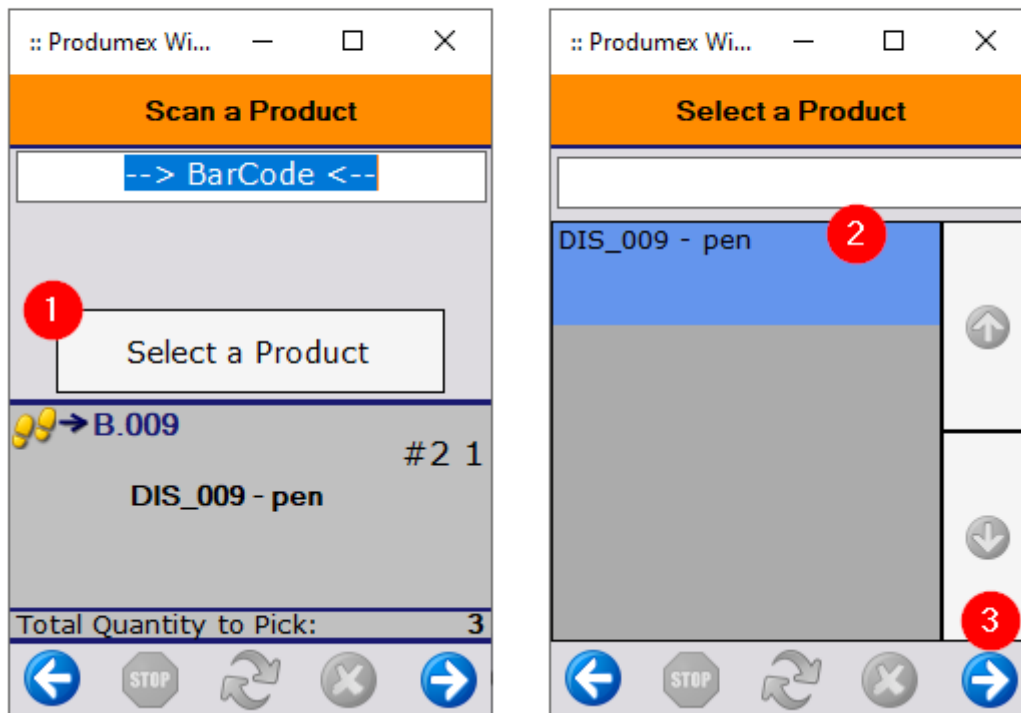 :: Produmex Wi...
Scan a Product
--> BarCode <--
1
Select a Product
B.009
#2 1
DIS_009 - pen
Total Quantity to Pick: 3
STOP
:: Produmex Wi...
Select a Product
DIS_009 - pen
2
3
STOP